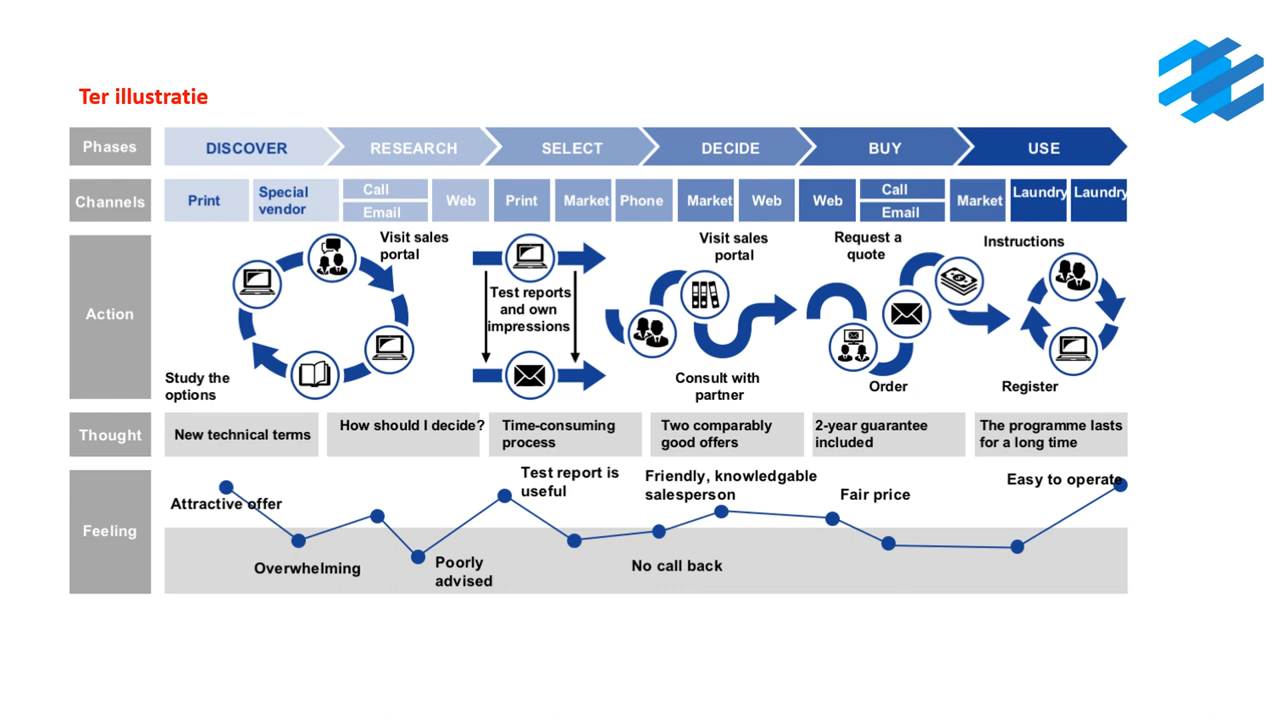 Ter illustratie
Phases
DISCOVER
RESEARCH
SELECT
DECIDE
BUY
USE
Channels
Print
Special
vendor
Call
Email
Web
Print
Market
Phone
Market
Web
Web
Call
Email
Market
Laundry
Laundry
Action
Visit sales
portal
Study the
options
Test reports
and own
impressions
Visit sales
portal
Consult with
partner
Request a
quote
Order
Instructions
Register
Thought
New technical terms
How should I decide?
Time-consuming
process
Two comparably
good offers
2-year guarantee
included
The programme lasts
for a long time
Feeling
Attractive offer
Overwhelming
Poorly
advised
Test report is
useful
Friendly, knowledgable
salesperson
No call back
Fair price
Easy to operate